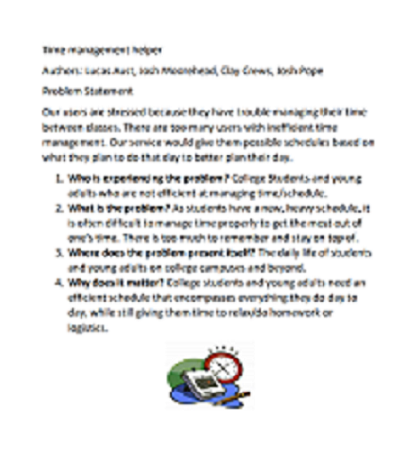 Time management helper
Authors: Lucas Aust, Josh Moorehead, Clay Crews, Josh Pope
Problem Statement
Our users are stressed because they have trouble managing their time
between classes. There are too many users with inefficient time
management. Our service would give them possible schedules based on
what they plan to do that day to better plan their day.
1. Who is experiencing the problem? College Students and young
adults who are not efficient at managing time/schedule.
2. What is the problem? As students have a new, heavy schedule, it
is often difficult to manage time properly to get the most out of
one's time. There is too much to remember and stay on top of.
3. Where does the problem present itself? The daily life of students
and young adults on college campuses and beyond.
4. Why does it matter? College students and young adults need an
efficient schedule that encompasses everything they do day to
day, while still giving them time to relax/do homework or
logistics.